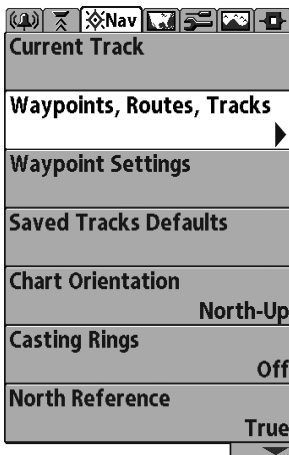 Nav
Current Track
Waypoints, Routes, Tracks
Waypoint Settings
Saved Tracks Defaults
Chart Orientation
North-Up
Casting Rings
Off
North Reference
True